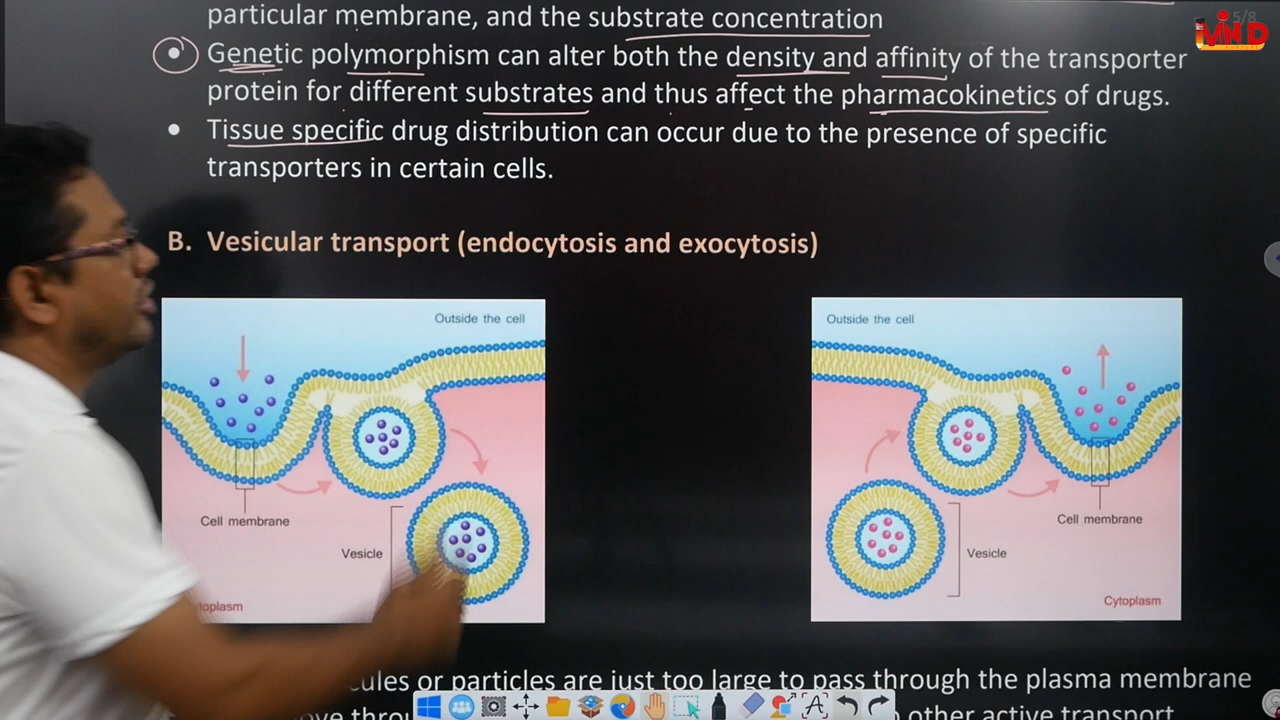 particular membrane, and the substrate concentration
5/8
MIND
Genetic polymorphism can alter both the density and affinity of the transporter
protein for different substrates and thus affect the pharmacokinetics of drugs.
Tissue specific drug distribution can occur due to the presence of specific
transporters in certain cells.
B. Vesicular transport (endocytosis and exocytosis)
Outside the cell
Cell membrane
Vesicle
toplasm
Outside the cell
Cell membrane
Vesicle
Cytoplasm
cules or particles are just too large to pass through the plasma membrane
other active transport